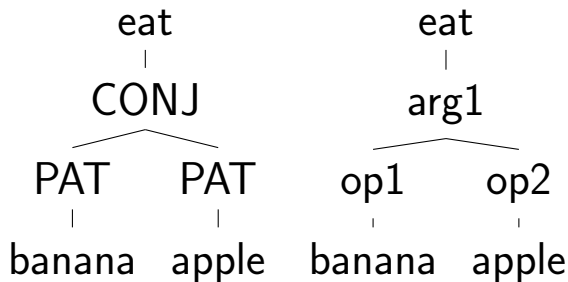 eat eat
CONJ arg1
PAT PAT op1 op2
banana apple banana apple